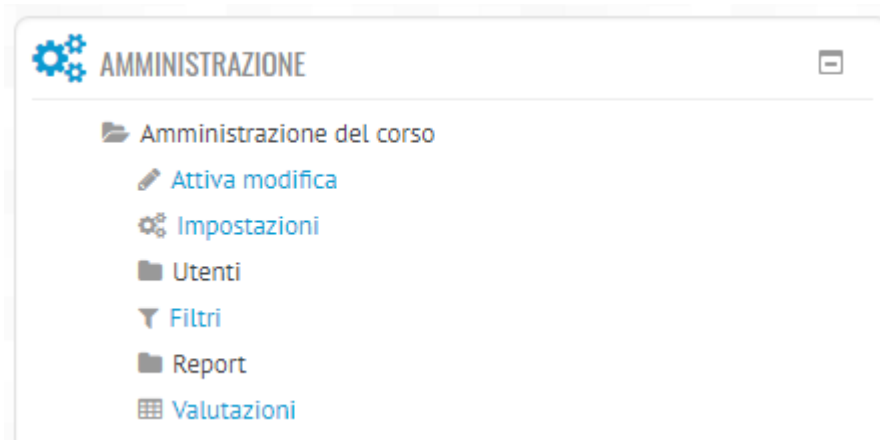 AMMINISTRAZIONE
Amministrazione del corso
Attiva modifica
Impostazioni
Utenti
Filtri
Report
Valutazioni